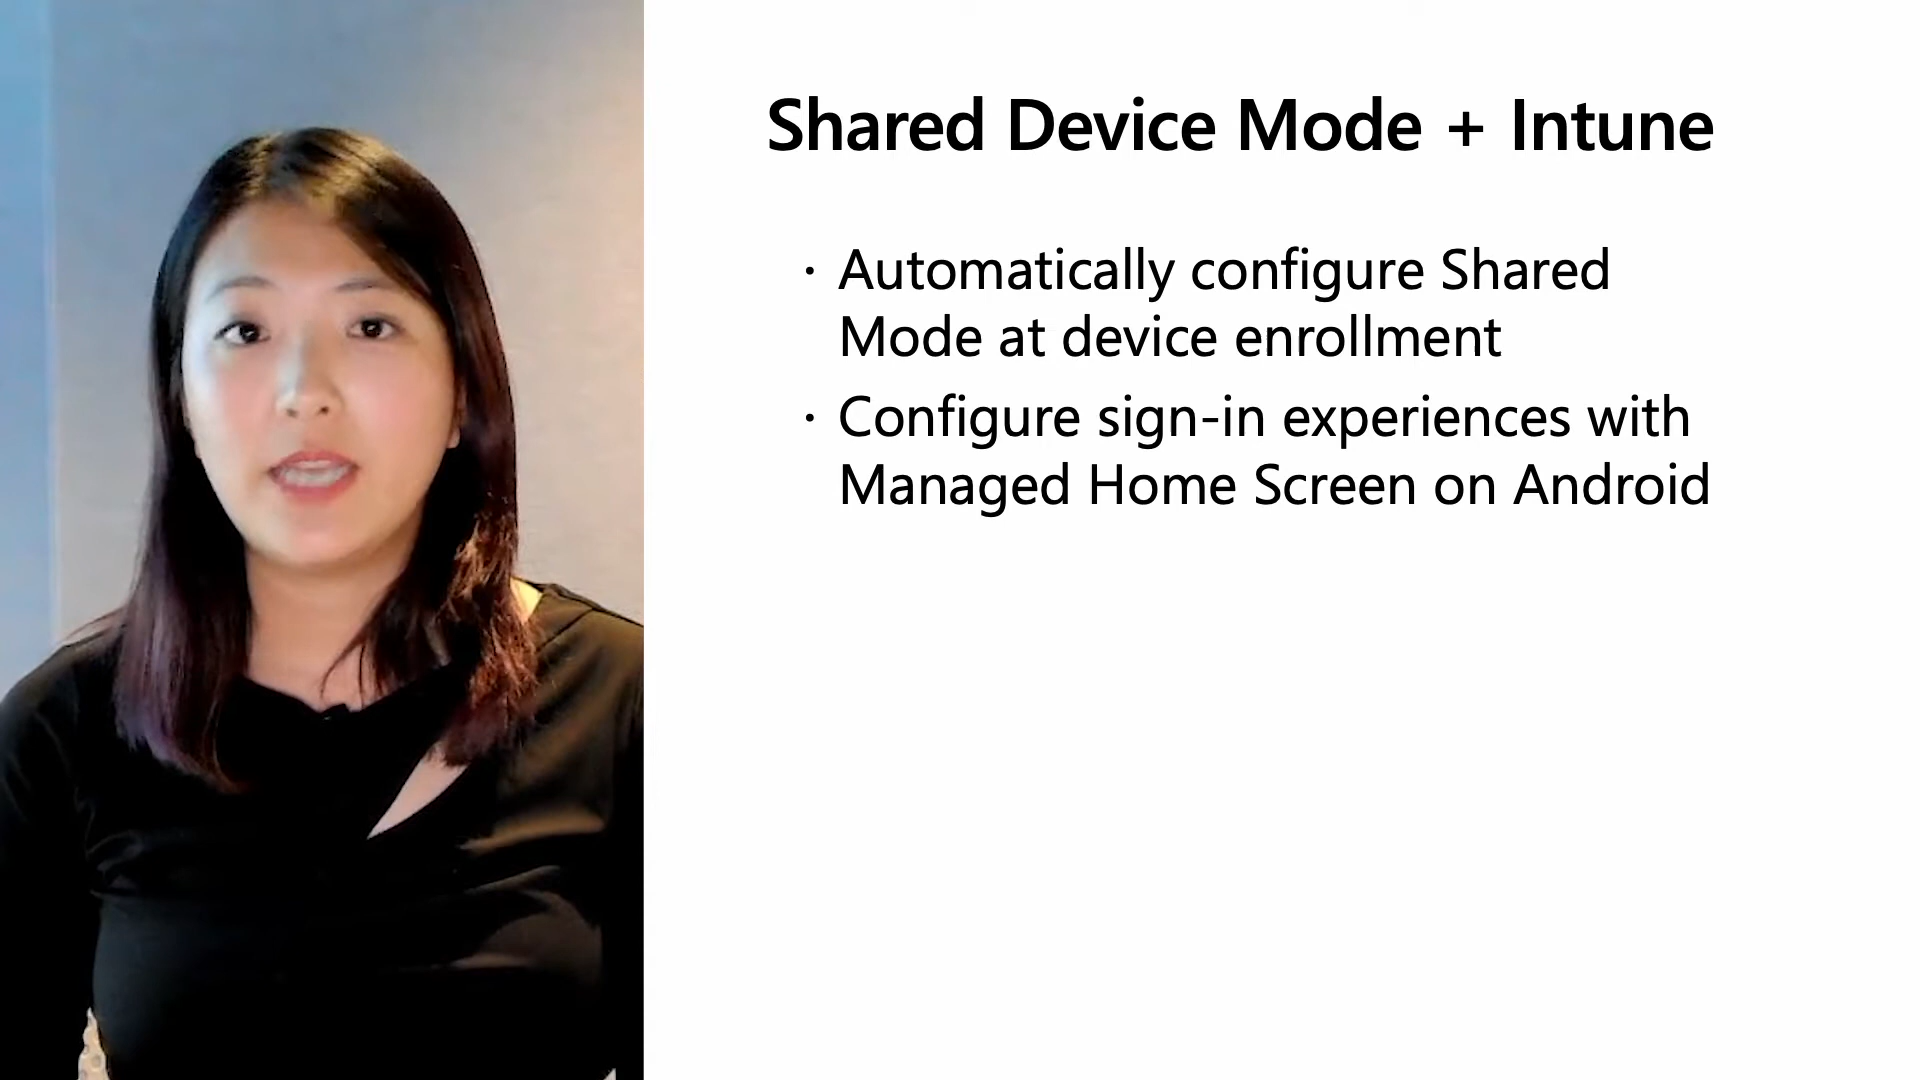 Shared Device Mode + Intune
· Automatically configure Shared
Mode at device enrollment
· Configure sign-in experiences with
Managed Home Screen on Android